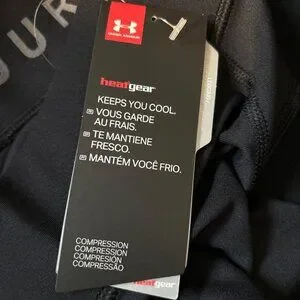 UR
UNDER ARMOUR
heatgear
KEEPS YOU COOL.
VOUS GARDE
AU FRAIS.
TE MANTIENE
FRESCO.
MANTÉM VOCÊ FRIO.
COMPRESSION
COMPRESSION
COMPRESIÓN
COMPRESSÃO
heatgear